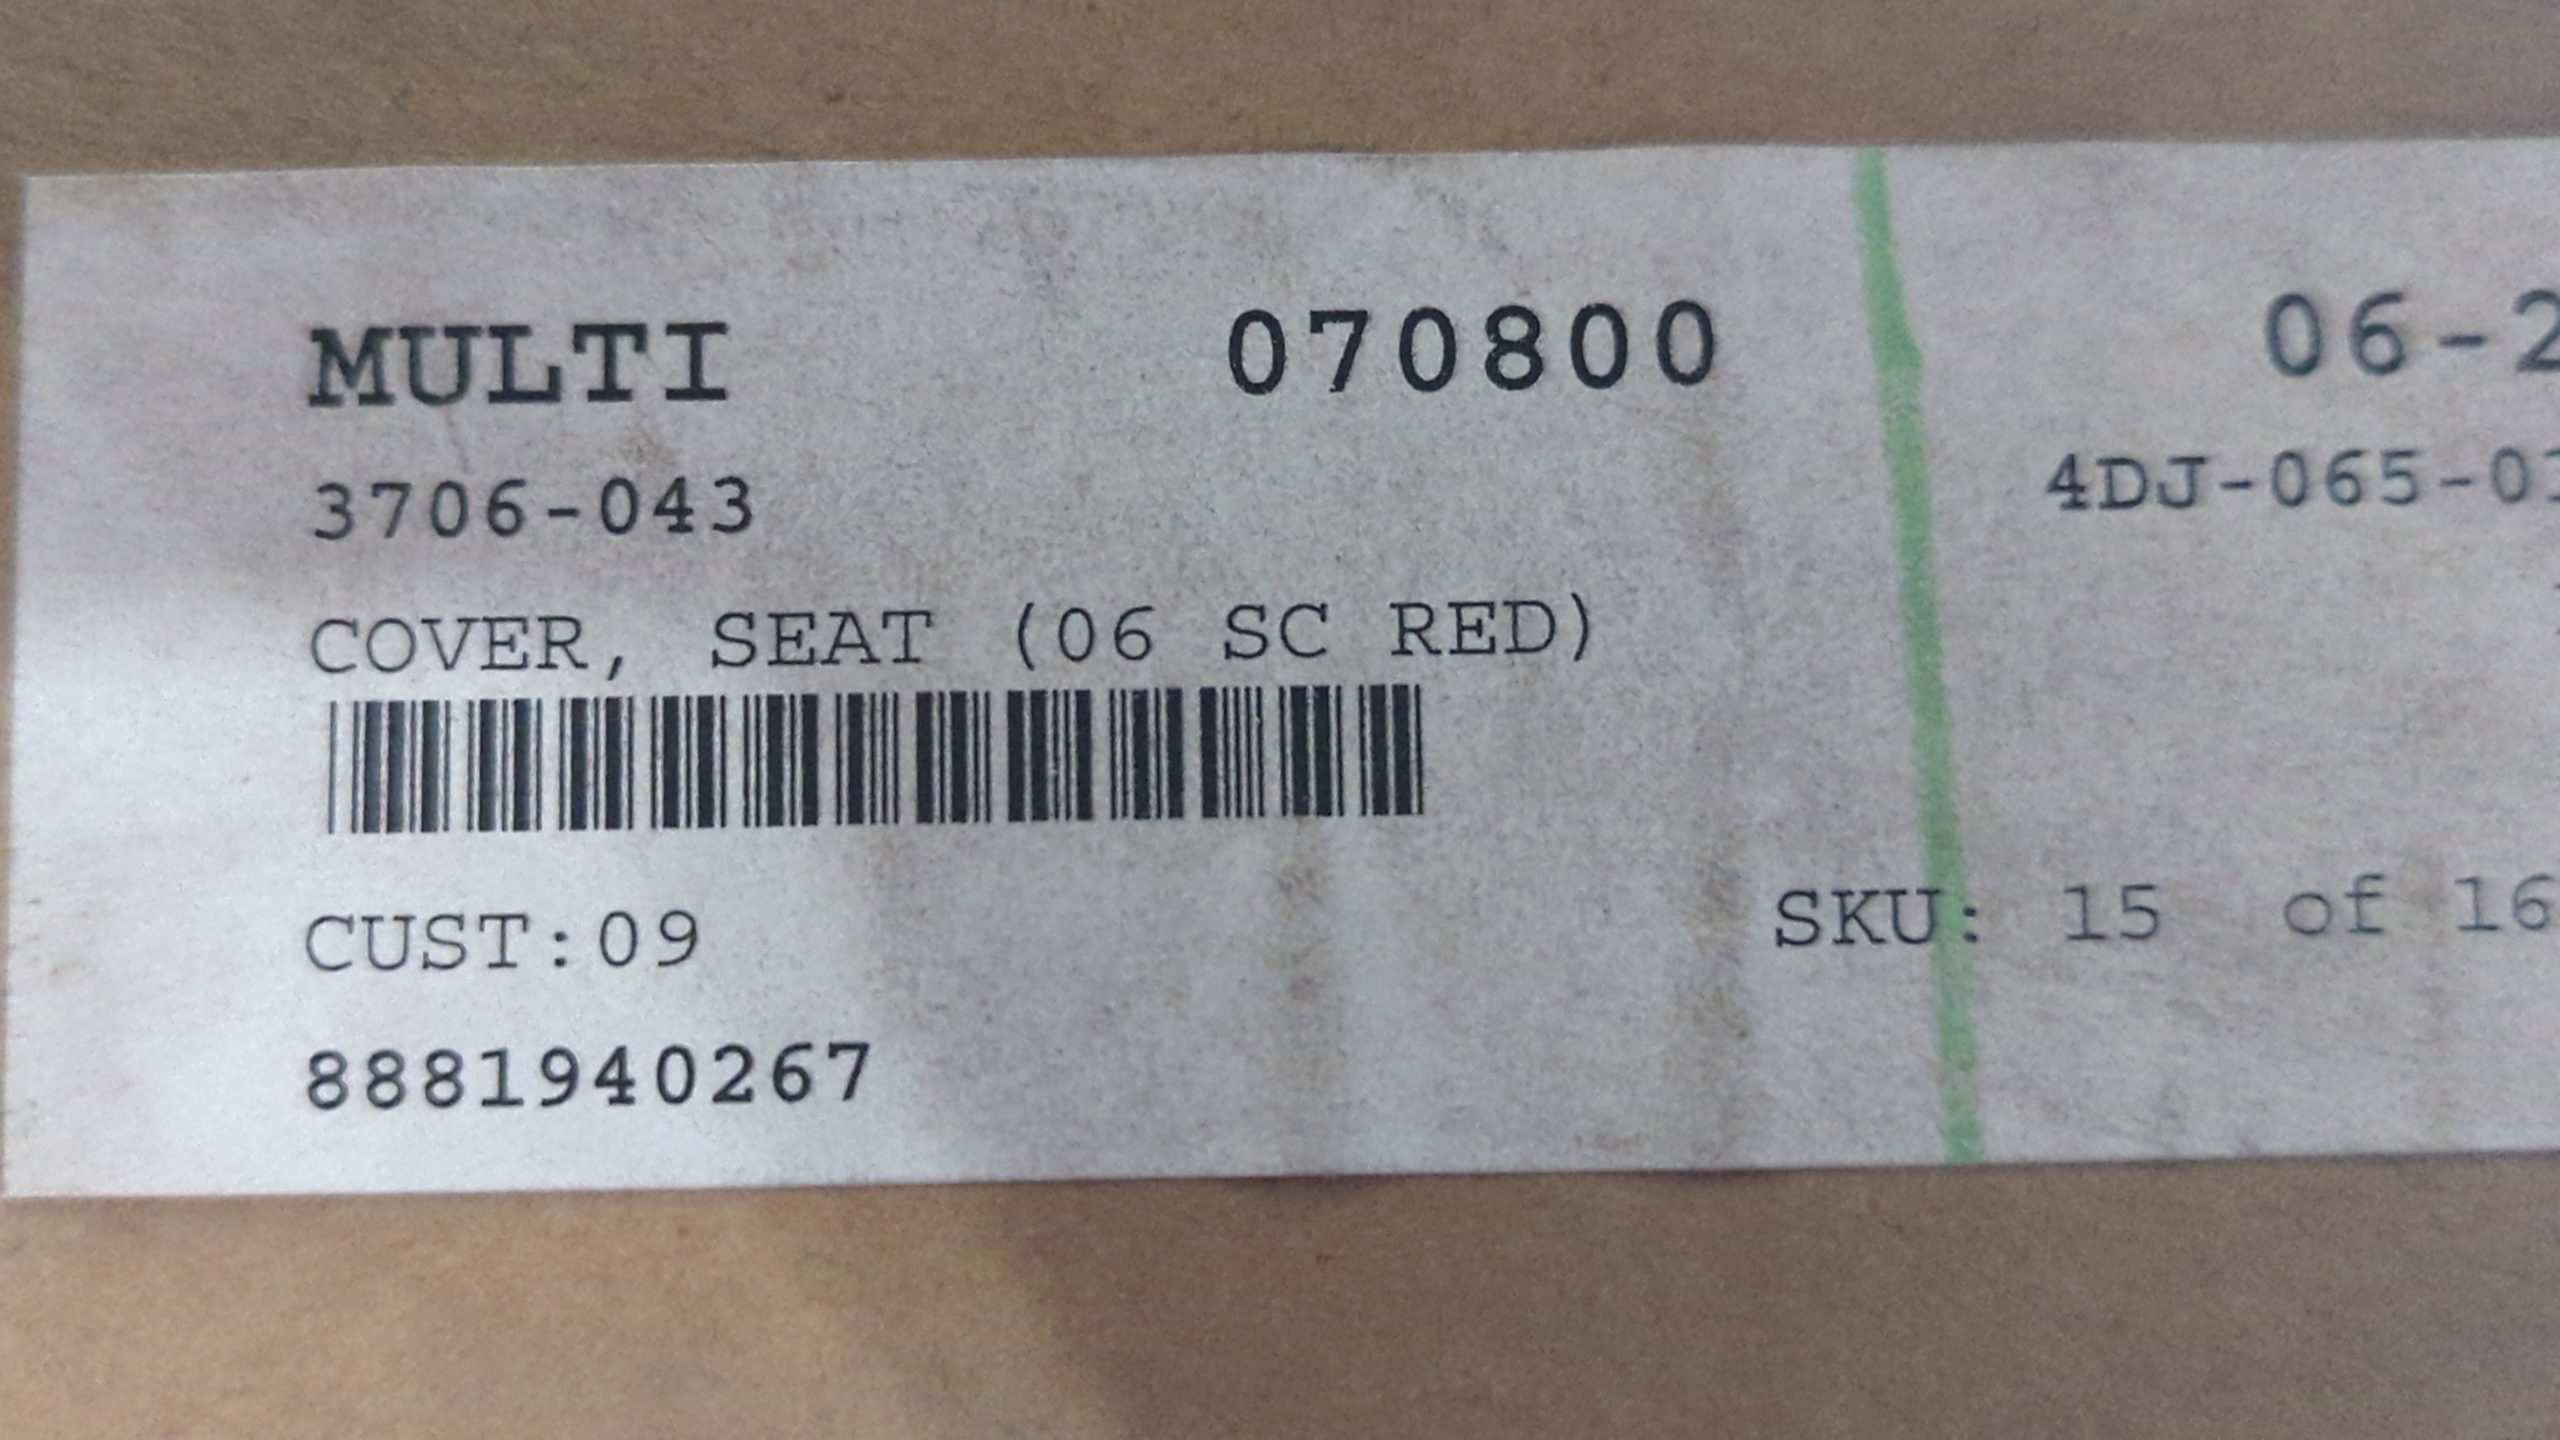 MULTI 070800 06-2
3706-043 4DJ-065-01
COVER, SEAT (06 SC RED)
CUST:09 SKU: 15 of 16
8881940267